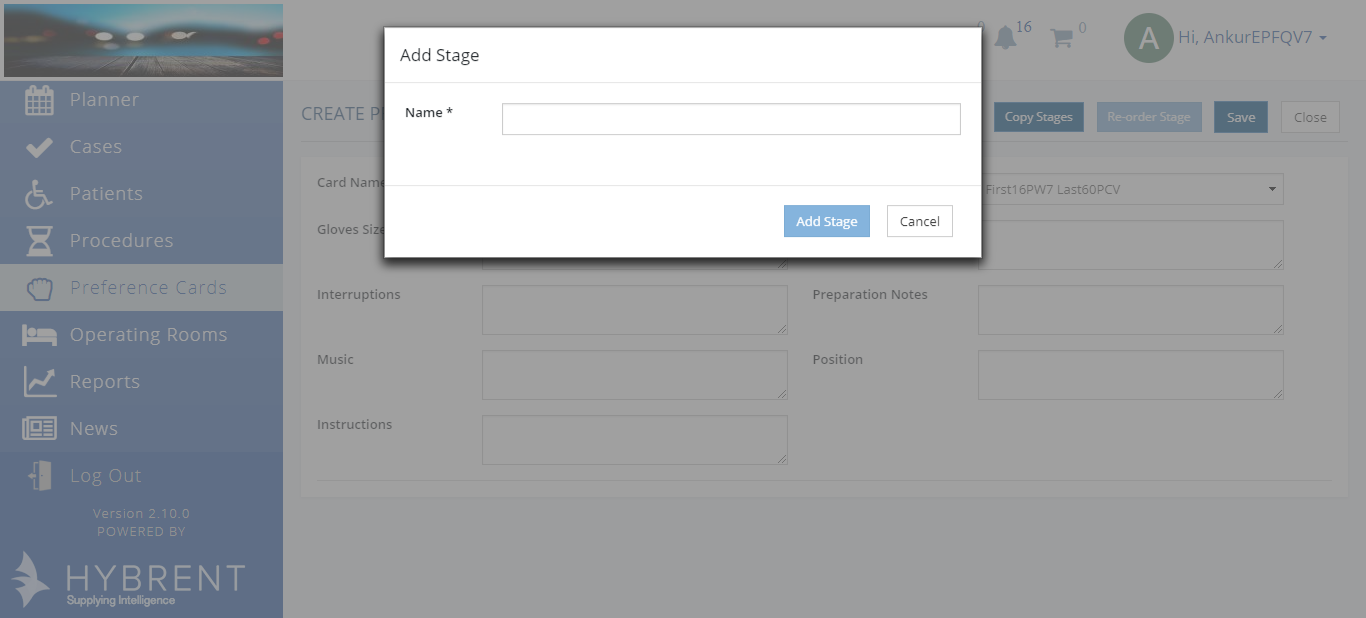 0
16
0
A
Hi, AnkurEPFQV7
Add Stage
Name *
Add Stage
Cancel
Planner
Cases
Patients
Procedures
Preference Cards
Operating Rooms
Reports
News
Log Out
Version 2.10.0
POWERED BY
HYBRENT
Supplying Intelligence
CREATE
Copy Stages
Re-order Stage
Save
Close
Card Name
First16PW7 Last60PCV
Gloves Size
Interruptions
Preparation Notes
Music
Position
Instructions